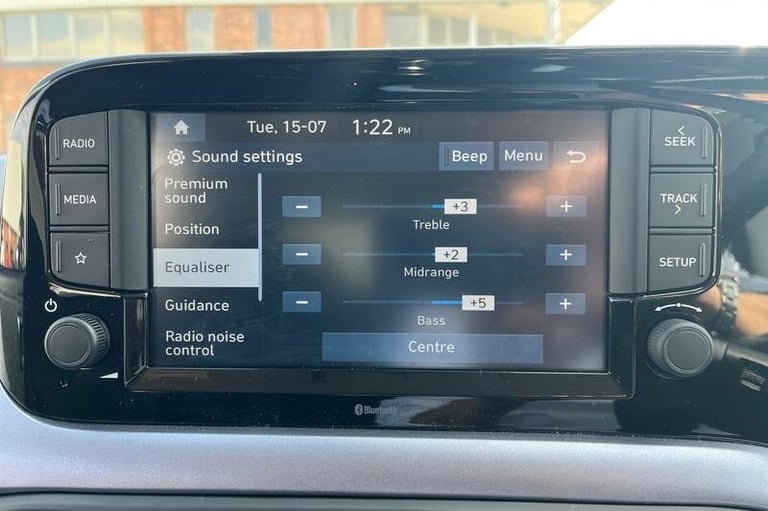 Tue, 15-07 1:22 PM
Sound settings Beep Menu
Premium
sound
Position
Equaliser
Guidance
Radio noise
control
+3
Treble
+2
Midrange
+5
Bass
Centre
RADIO
MEDIA
SEEK
TRACK
SETUP
Bluetooth